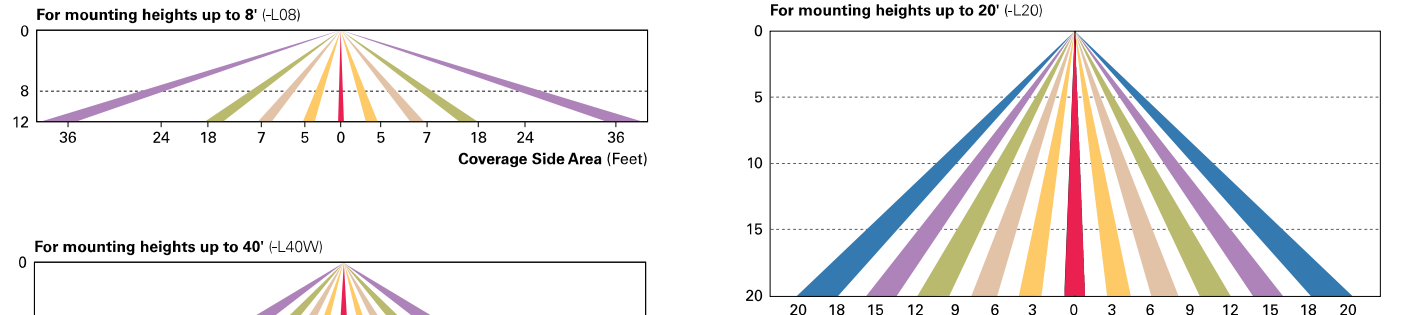 For mounting heights up to 8' (-L08)
0
8
12
36 24 18 7 5 0 5 7 18 24 36
Coverage Side Area (Feet)
For mounting heights up to 40' (-L40W)
0
For mounting heights up to 20' (-L20)
0
5
10
15
20
20 18 15 12 9 6 3 0 3 6 9 12 15 18 20